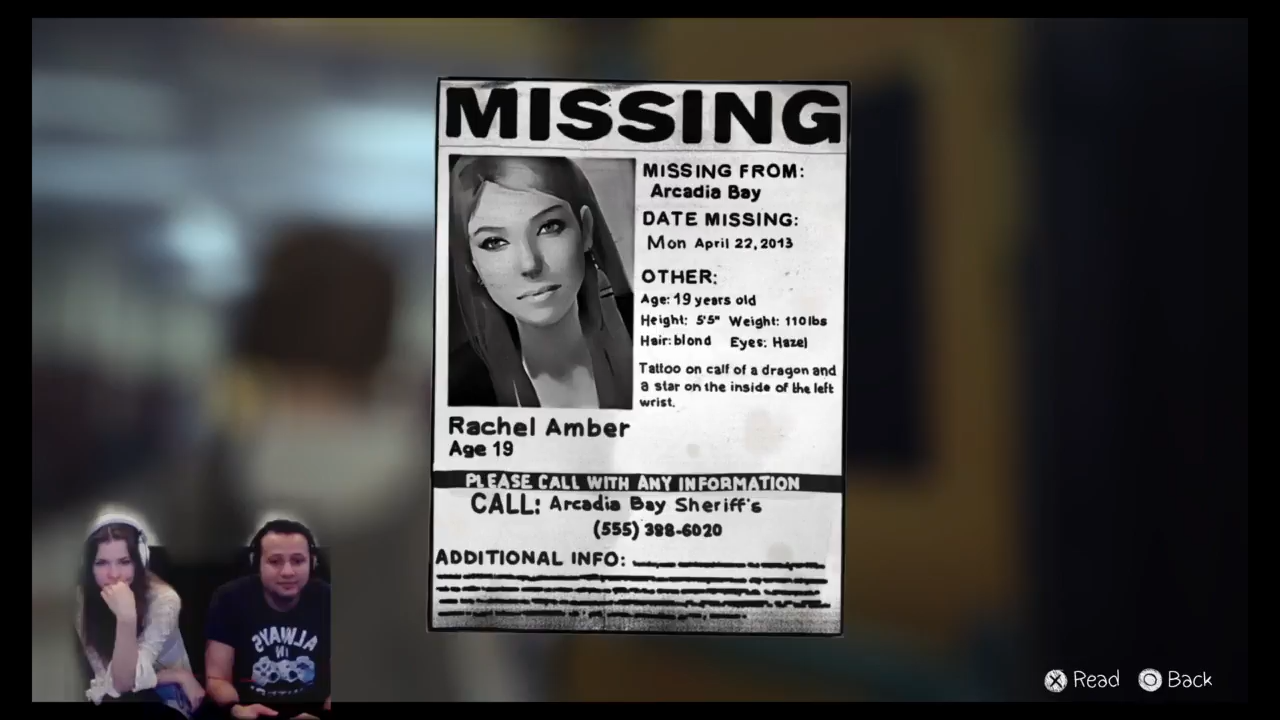 MISSING
MISSING FROM:
Arcadia Bay
DATE MISSING:
Mon April 22, 2013
OTHER:
Age: 19 years old
Height: 5'5" Weight: 110lbs
Hair: blond Eyes: Hazel
Tattoo on calf of a dragon and
a star on the inside of the left
wrist.
Rachel Amber
Age 19
PLEASE CALL WITH ANY INFORMATION
CALL: Arcadia Bay Sheriff's
(555) 398-6020
ADDITIONAL INFO:
ALWAYS
IN
Read Back